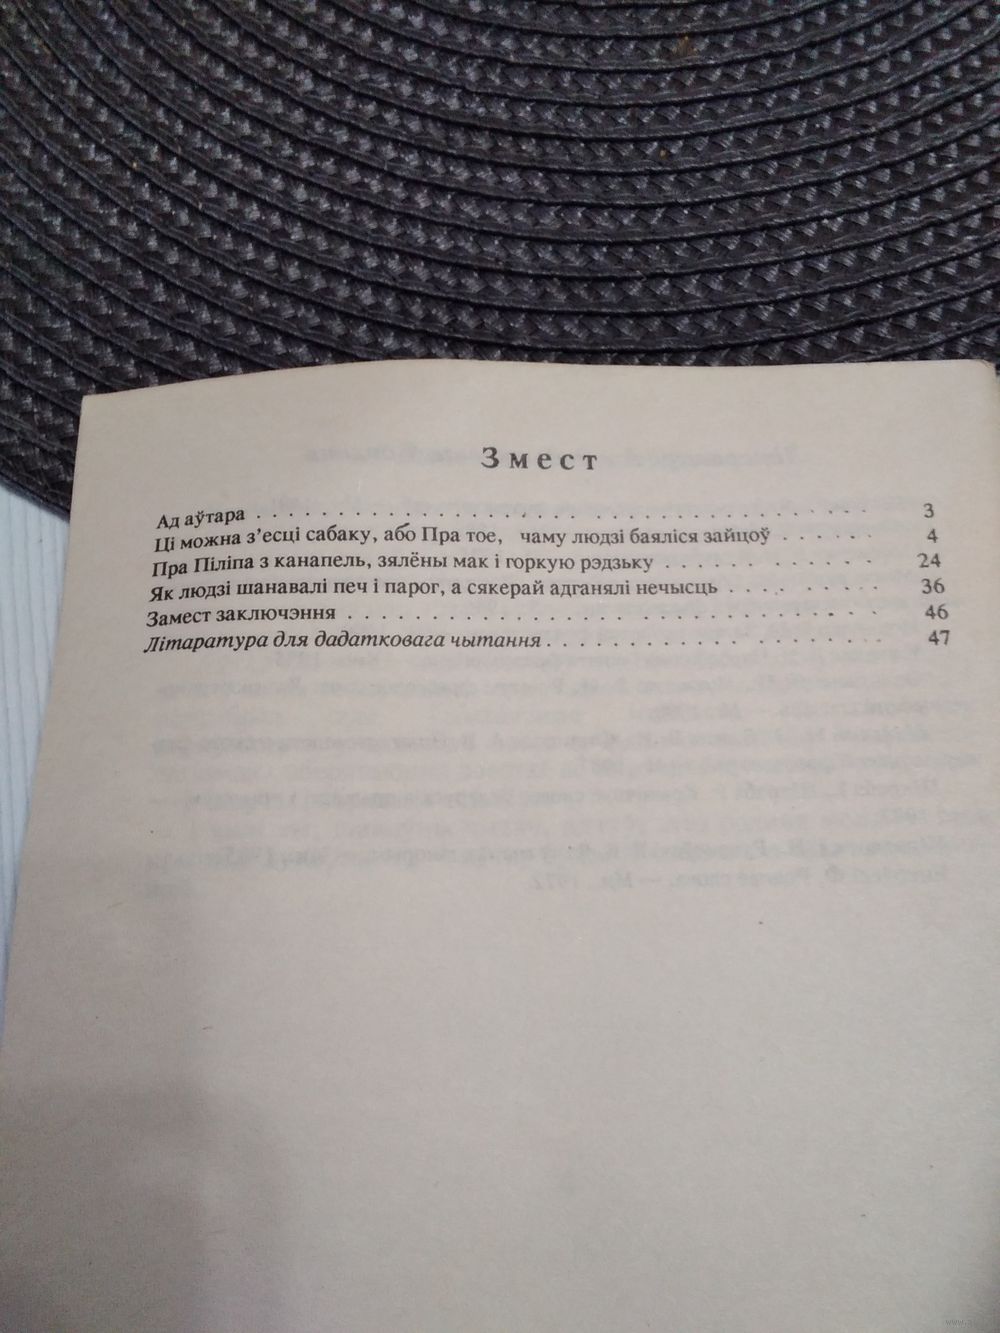 Змест
Ад аўтара . . . . . . . . . . . . . . . . . . . . . . . . . . . . . . 3
Ці можна з'есці сабаку, або Пра тое, чаму людзі баяліся зайцоў . . . . . . 4
Пра Піліпа з канапель, зялёны мак і горкую рэдзьку . . . . . . . . . . . 24
Як людзі шанавалі печ і парог, а сякерай адганялі нечысць . . . . . . . . 36
Замест заключэння . . . . . . . . . . . . . . . . . . . . . . . . . 46
Літаратура для дадатковага чытання . . . . . . . . . . . . . . . . 47